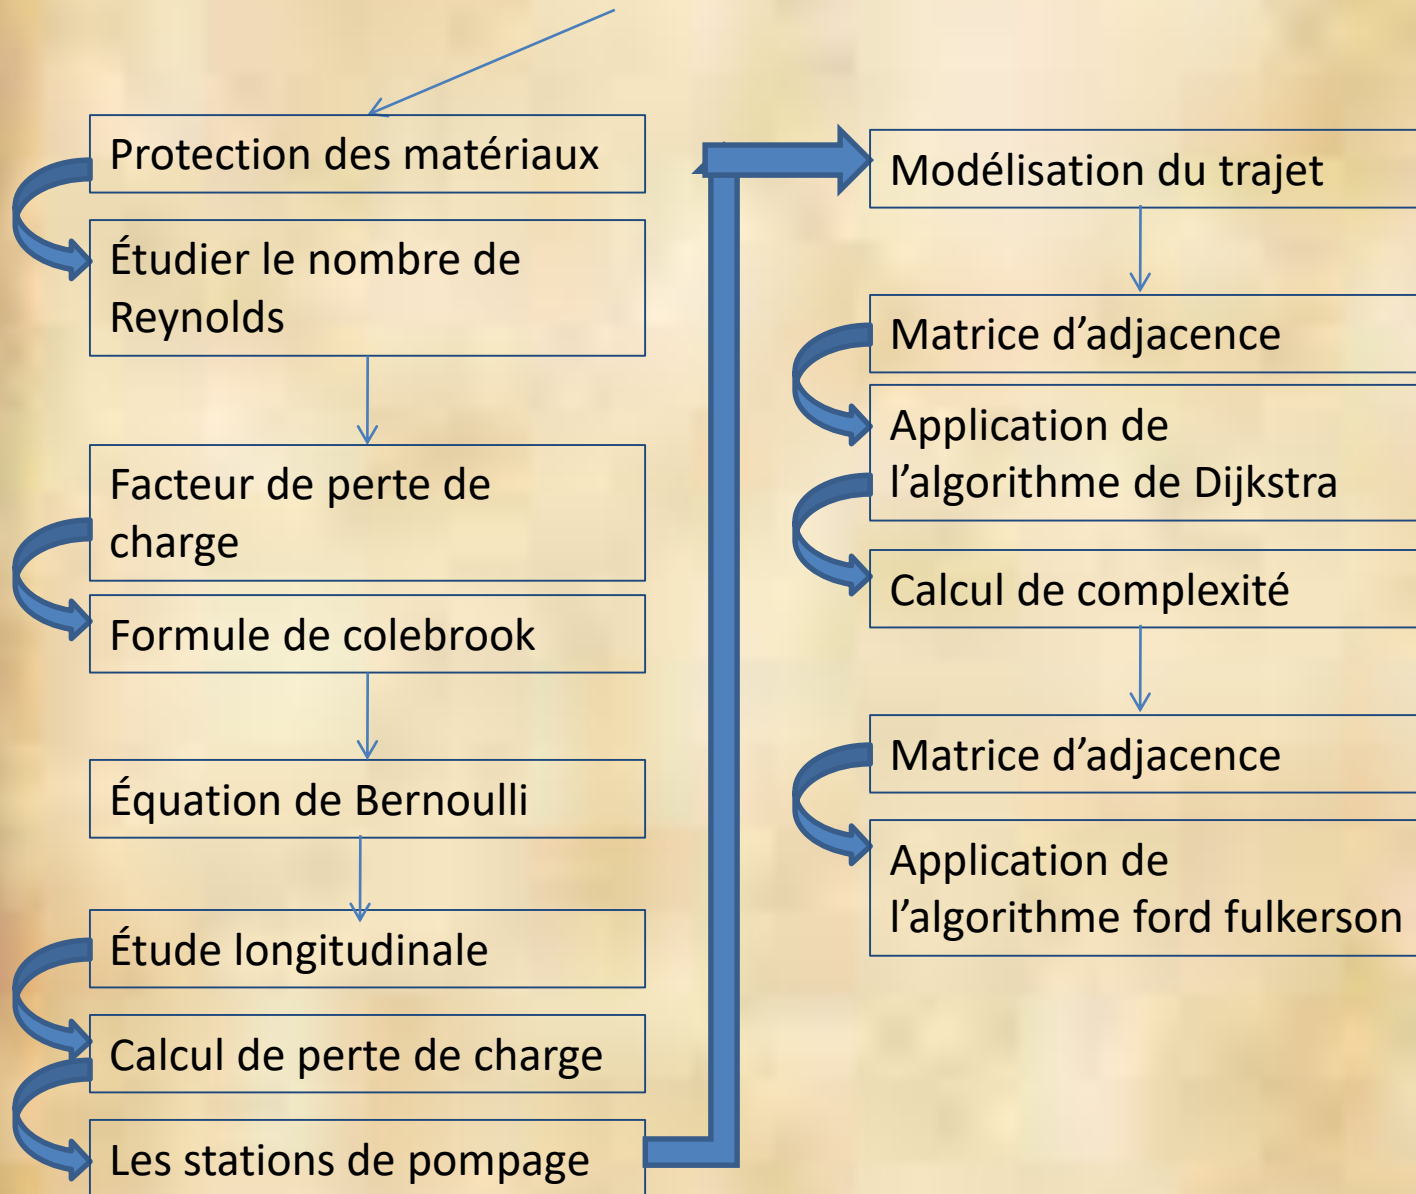 Protection des matériaux
Étudier le nombre de
Reynolds
Facteur de perte de
charge
Formule de colebrook
Équation de Bernoulli
Étude longitudinale
Calcul de perte de charge
Les stations de pompage
Modélisation du trajet
Matrice d’adjacence
Application de
l’algorithme de Dijkstra
Calcul de complexité
Matrice d’adjacence
Application de
l’algorithme ford fulkerson